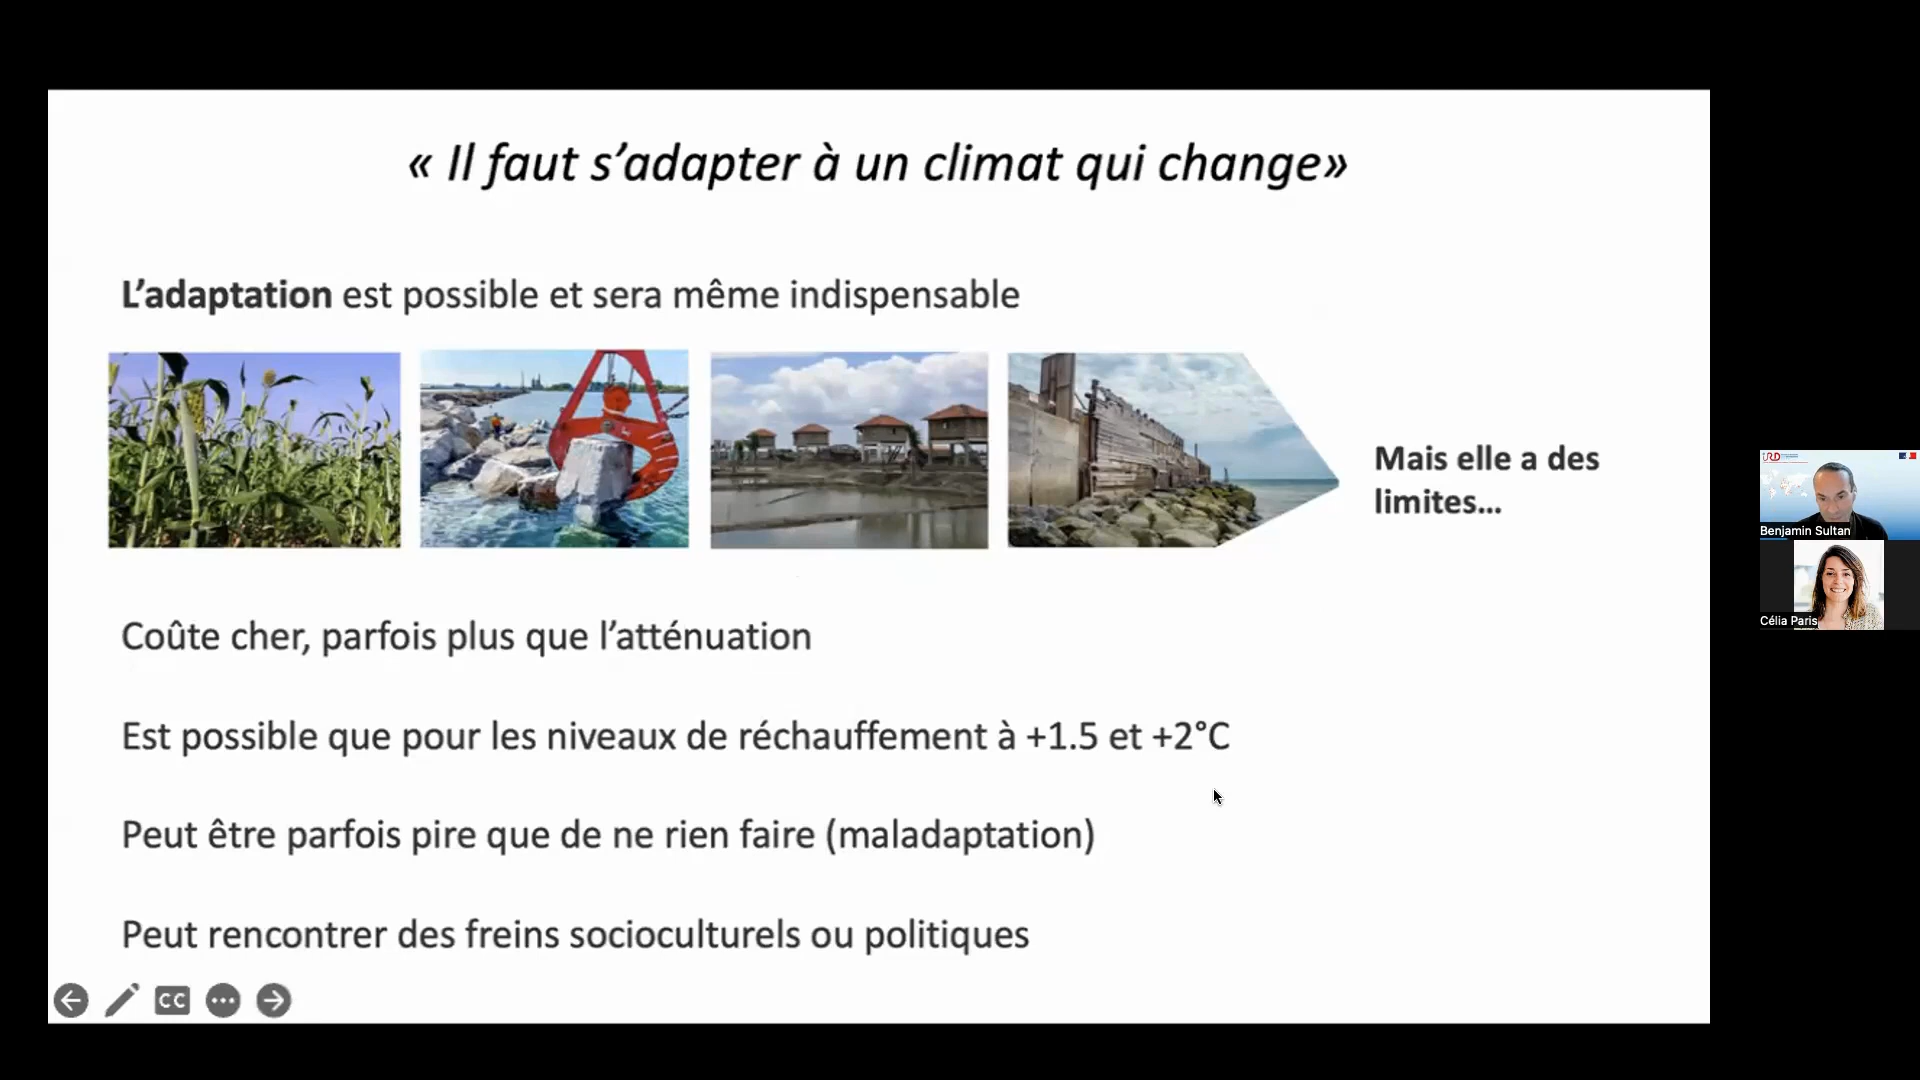 « Il faut s’adapter à un climat qui change»
L’adaptation est possible et sera même indispensable
Mais elle a des
limites...
Coûte cher, parfois plus que l’atténuation
Est possible que pour les niveaux de réchauffement à +1.5 et +2°C
Peut être parfois pire que de ne rien faire (maladaptation)
Peut rencontrer des freins socioculturels ou politiques
CC
IRD
Benjamin Sultan
Célia Paris